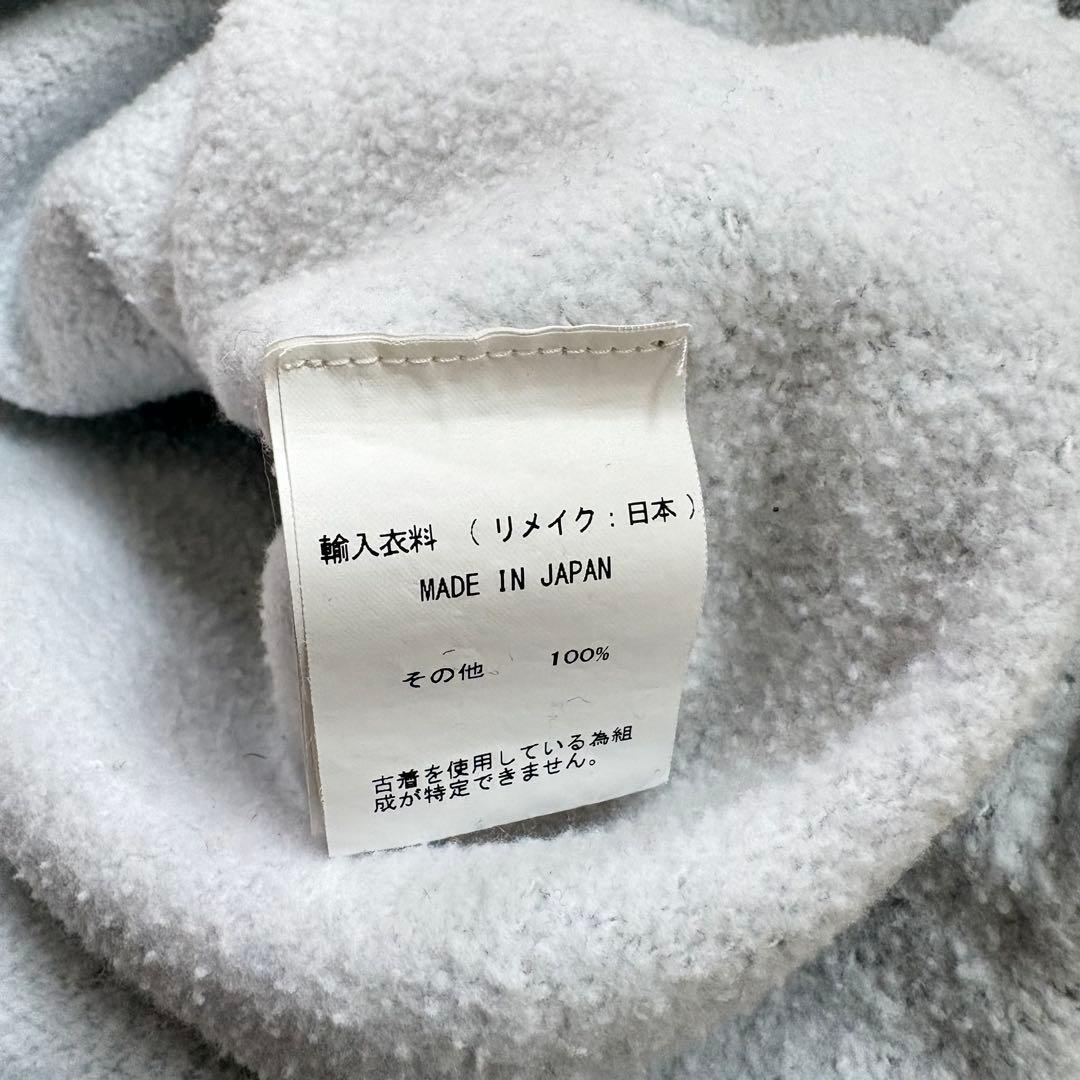 輸入衣料 ( リメイク : 日本 )
MADE IN JAPAN
その他 100%
古着を使用している為組
成が特定できません。